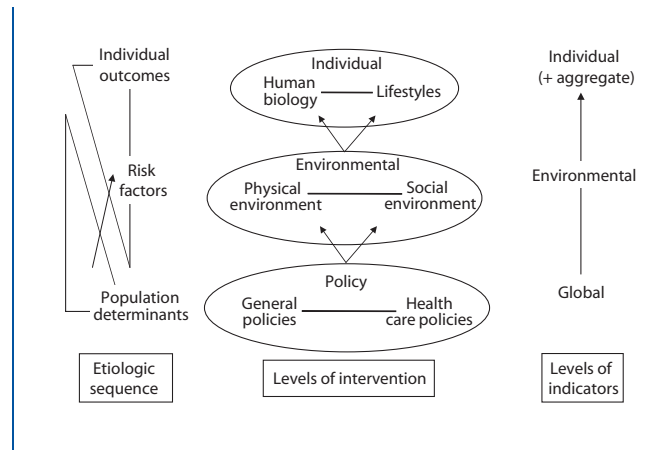 Individual
outcomes
Risk
factors
Population
determinants
Etiologic
sequence
Individual
Human
biology
Lifestyles
Environmental
Physical
environment
Social
environment
Policy
General
policies
Health
care policies
Levels of intervention
Individual
(+ aggregate)
Environmental
Global
Levels of
indicators